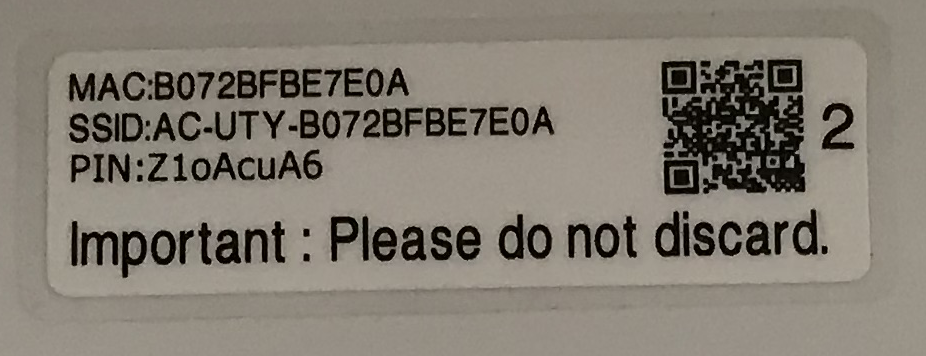 MAC:B072BFBE7E0A
SSID:AC-UTY-B072BFBE7E0A
PIN:Z1oAcuA6
2
Important : Please do not discard.